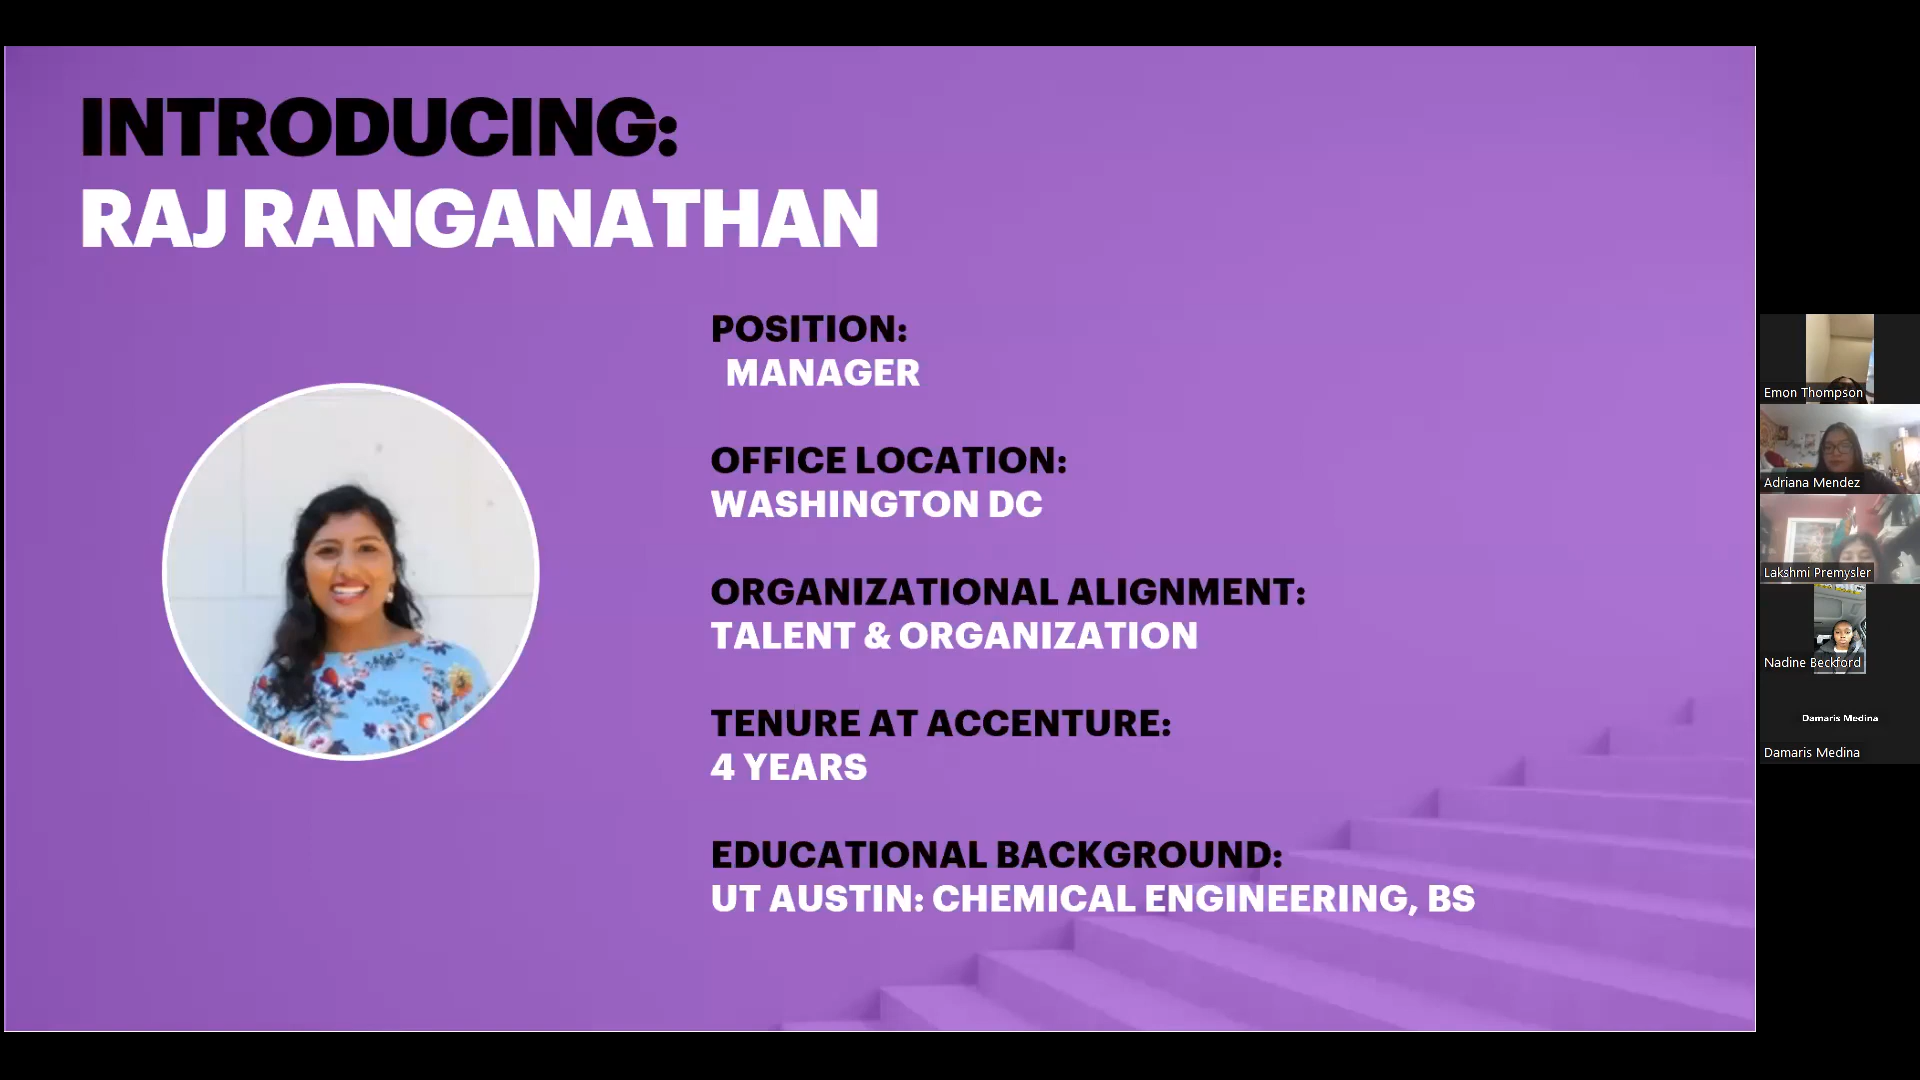 INTRODUCING:
RAJ RANGANATHAN
POSITION:
MANAGER
OFFICE LOCATION:
WASHINGTON DC
ORGANIZATIONAL ALIGNMENT:
TALENT & ORGANIZATION
TENURE AT ACCENTURE:
4 YEARS
EDUCATIONAL BACKGROUND:
UT AUSTIN: CHEMICAL ENGINEERING, BS
Emon Thompson
Adriana Mendez
Lakshmi Premysler
Nadine Beckford
Damaris Medina
Damaris Medina